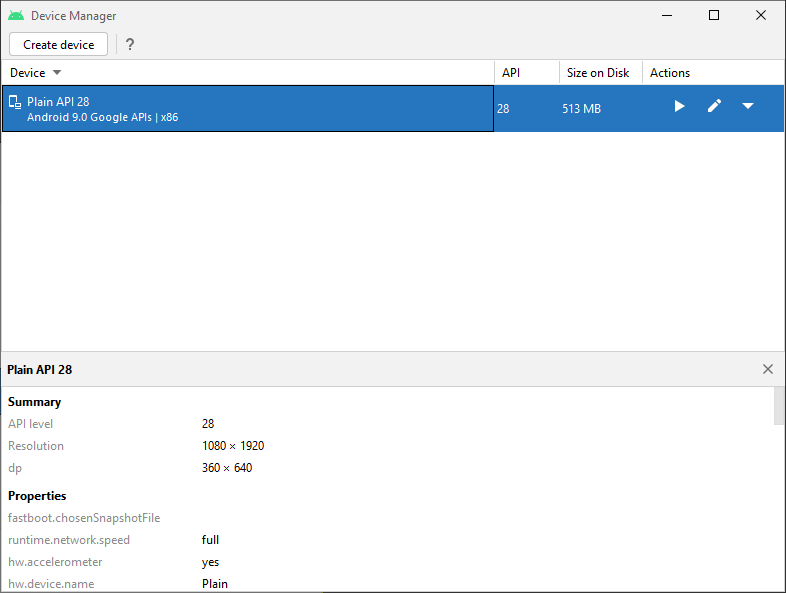 Device Manager
Create device ?
Device API Size on Disk Actions
Plain API 28
Android 9.0 Google APIs | x86
28 513 MB
Plain API 28
Summary
API level 28
Resolution 1080 × 1920
dp 360 × 640
Properties
fastboot.chosenSnapshotFile
runtime.network.speed full
hw.accelerometer yes
hw.device.name Plain